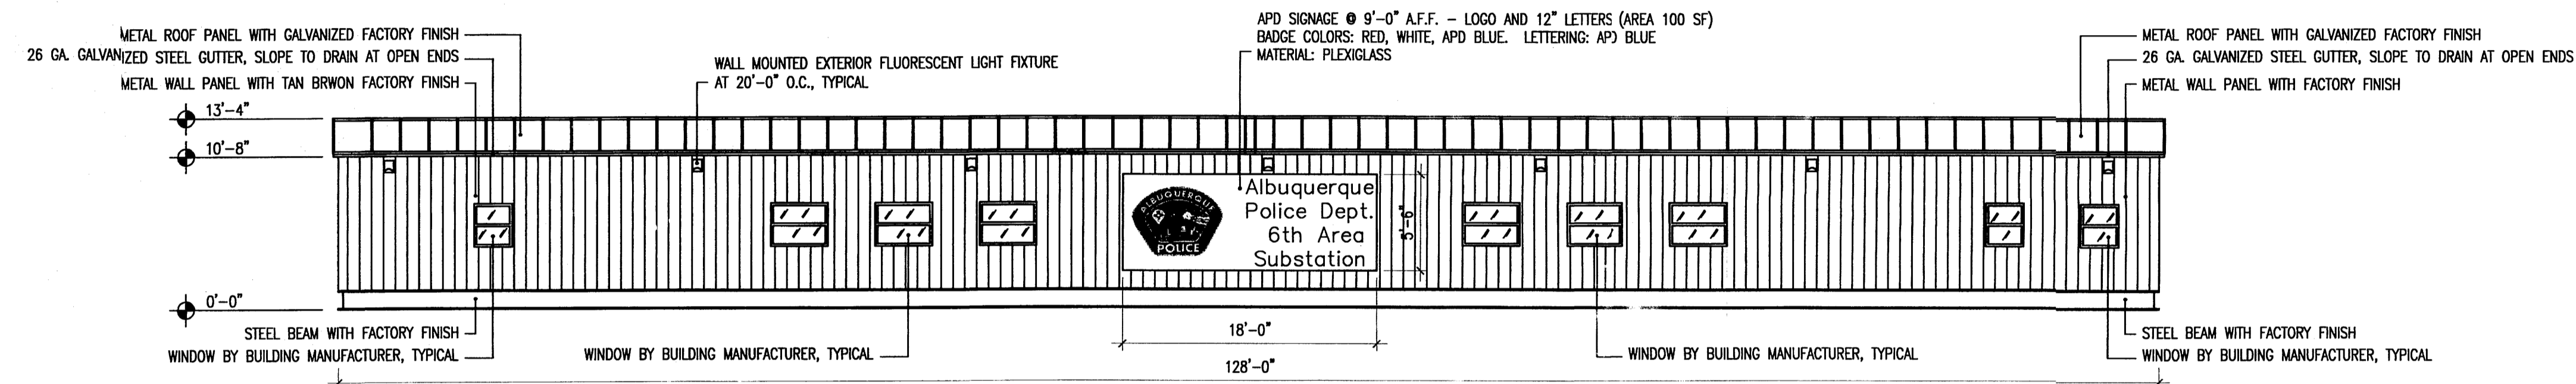 METAL ROOF PANEL WITH GALVANIZED FACTORY FINISH
26 GA. GALVANIZED STEEL GUTTER, SLOPE TO DRAIN AT OPEN ENDS
METAL WALL PANEL WITH TAN BRWON FACTORY FINISH
WALL MOUNTED EXTERIOR FLUORESCENT LIGHT FIXTURE
AT 20'-0" O.C., TYPICAL
APD SIGNAGE @ 9'-0" A.F.F. - LOGO AND 12" LETTERS (AREA 100 SF)
BADGE COLORS: RED, WHITE, APD BLUE. LETTERING: APD BLUE
MATERIAL: PLEXIGLASS
METAL ROOF PANEL WITH GALVANIZED FACTORY FINISH
26 GA. GALVANIZED STEEL GUTTER, SLOPE TO DRAIN AT OPEN ENDS
METAL WALL PANEL WITH FACTORY FINISH
13'-4"
10'-8"
0'-0"
ALBUQUERQUE
POLICE
Albuquerque
Police Dept.
6th Area
Substation
5'-6"
STEEL BEAM WITH FACTORY FINISH
WINDOW BY BUILDING MANUFACTURER, TYPICAL
WINDOW BY BUILDING MANUFACTURER, TYPICAL
18'-0"
128'-0"
WINDOW BY BUILDING MANUFACTURER, TYPICAL
STEEL BEAM WITH FACTORY FINISH
WINDOW BY BUILDING MANUFACTURER, TYPICAL